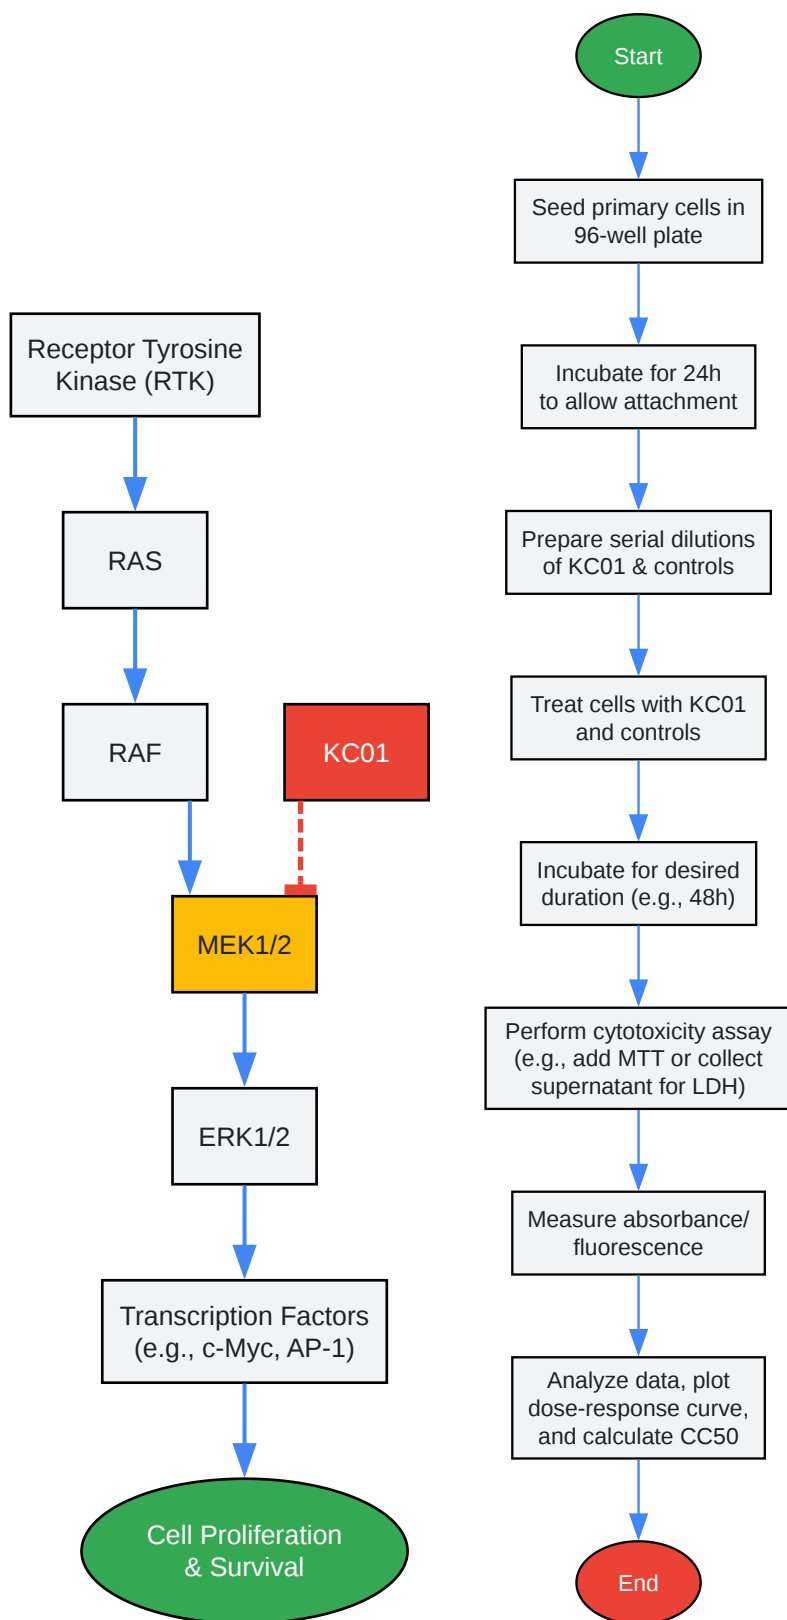 Receptor Tyrosine
Kinase (RTK)
RAS
RAF
KC01
MEK1/2
ERK1/2
Transcription Factors
(e.g., c-Myc, AP-1)
Cell Proliferation
& Survival
Start
Seed primary cells in
96-well plate
Incubate for 24h
to allow attachment
Prepare serial dilutions
of KC01 & controls
Treat cells with KC01
and controls
Incubate for desired
duration (e.g., 48h)
Perform cytotoxicity assay
(e.g., add MTT or collect
supernatant for LDH)
Measure absorbance/
fluorescence
Analyze data, plot
dose-response curve,
and calculate CC50
End